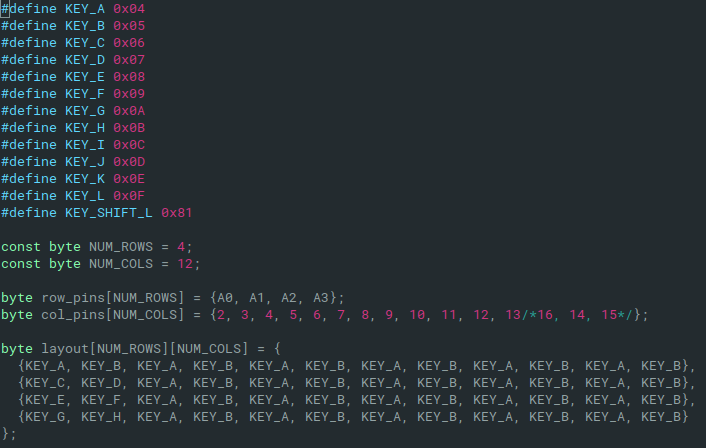 #define KEY_A 0x04
#define KEY_B 0x05
#define KEY_C 0x06
#define KEY_D 0x07
#define KEY_E 0x08
#define KEY_F 0x09
#define KEY_G 0x0A
#define KEY_H 0x0B
#define KEY_I 0x0C
#define KEY_J 0x0D
#define KEY_K 0x0E
#define KEY_L 0x0F
#define KEY_SHIFT_L 0x81
const byte NUM_ROWS = 4;
const byte NUM_COLS = 12;
byte row_pins[NUM_ROWS] = {A0, A1, A2, A3};
byte col_pins[NUM_COLS] = {2, 3, 4, 5, 6, 7, 8, 9, 10, 11, 12, 13/*16, 14, 15*/};
byte layout[NUM_ROWS][NUM_COLS] = {
  {KEY_A, KEY_B, KEY_A, KEY_B, KEY_A, KEY_B, KEY_A, KEY_B, KEY_A, KEY_B, KEY_A, KEY_B},
  {KEY_C, KEY_D, KEY_A, KEY_B, KEY_A, KEY_B, KEY_A, KEY_B, KEY_A, KEY_B, KEY_A, KEY_B},
  {KEY_E, KEY_F, KEY_A, KEY_B, KEY_A, KEY_B, KEY_A, KEY_B, KEY_A, KEY_B, KEY_A, KEY_B},
  {KEY_G, KEY_H, KEY_A, KEY_B, KEY_A, KEY_B, KEY_A, KEY_B, KEY_A, KEY_B, KEY_A, KEY_B}
};